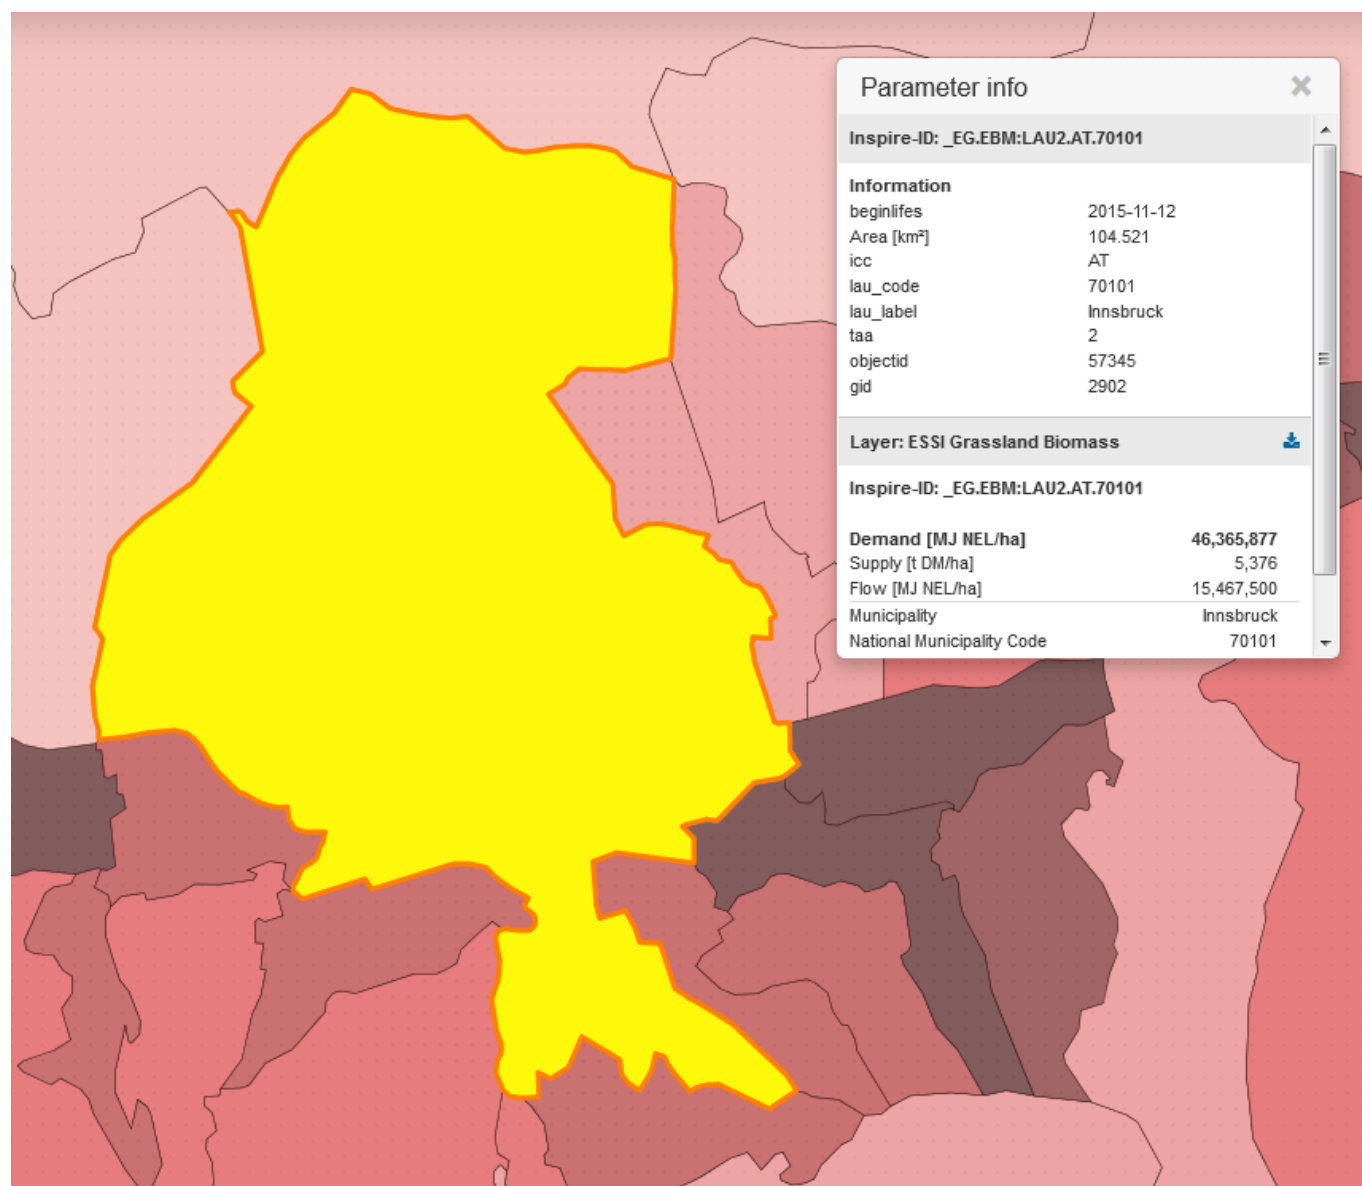 Parameter info
Inspire-ID: _EG.EBM:LAU2.AT.70101
Information
beginlifes 2015-11-12
Area [km²] 104.521
icc AT
lau_code 70101
lau_label Innsbruck
taa 2
objectid 57345
gid 2902
Layer: ESSI Grassland Biomass
Inspire-ID: _EG.EBM:LAU2.AT.70101
Demand [MJ NEL/ha] 46,365,877
Supply [t DM/ha] 5,376
Flow [MJ NEL/ha] 15,467,500
Municipality Innsbruck
National Municipality Code 70101